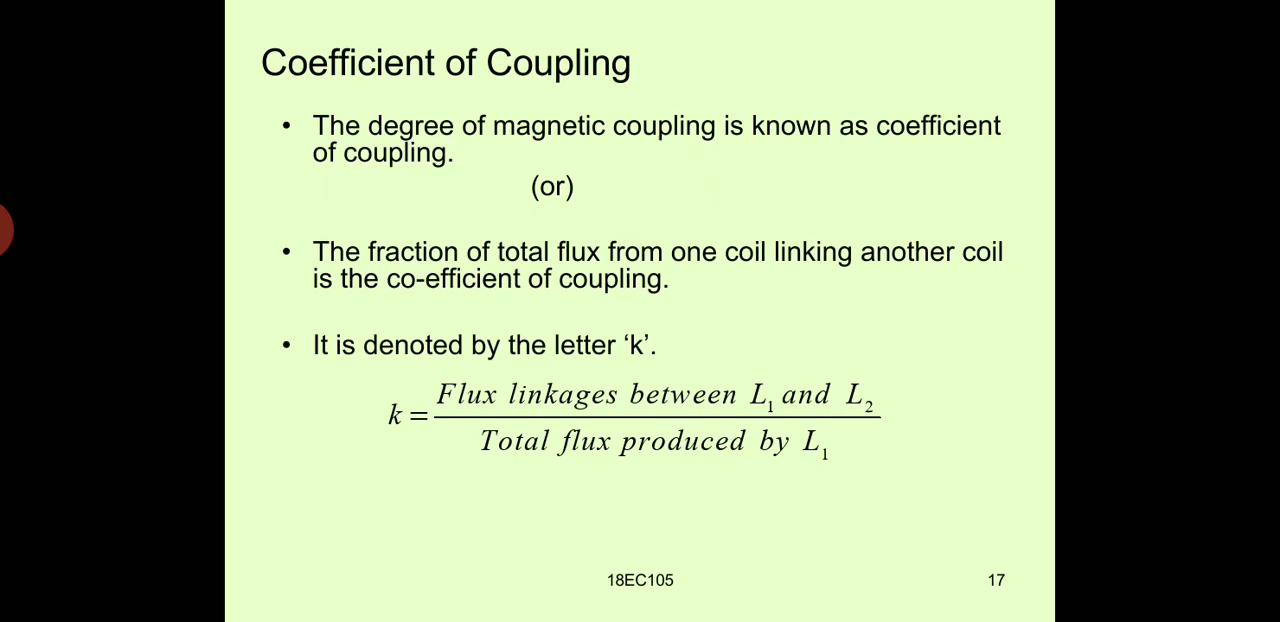 Coefficient of Coupling
• The degree of magnetic coupling is known as coefficient
of coupling.
(or)
• The fraction of total flux from one coil linking another coil
is the co-efficient of coupling.
• It is denoted by the letter ‘k’.
k = Flux linkages between L₁ and L₂ / Total flux produced by L₁
18EC105
17